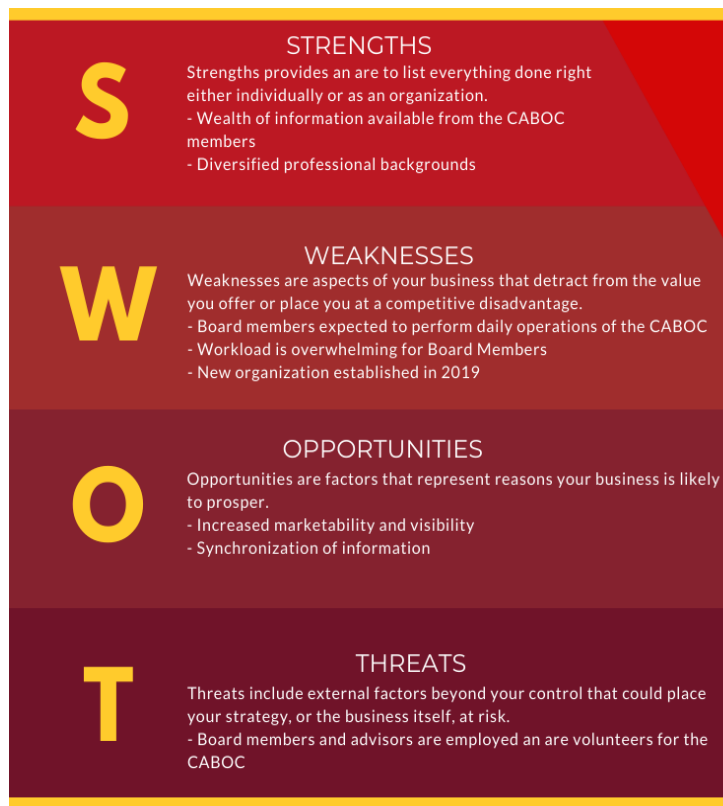 S
STRENGTHS
Strengths provides an are to list everything done right
either individually or as an organization.
- Wealth of information available from the CABOC
members
- Diversified professional backgrounds
W
WEAKNESSES
Weaknesses are aspects of your business that detract from the value
you offer or place you at a competitive disadvantage.
- Board members expected to perform daily operations of the CABOC
- Workload is overwhelming for Board Members
- New organization established in 2019
O
OPPORTUNITIES
Opportunities are factors that represent reasons your business is likely
to prosper.
- Increased marketability and visibility
- Synchronization of information
T
THREATS
Threats include external factors beyond your control that could place
your strategy, or the business itself, at risk.
- Board members and advisors are employed an are volunteers for the
CABOC